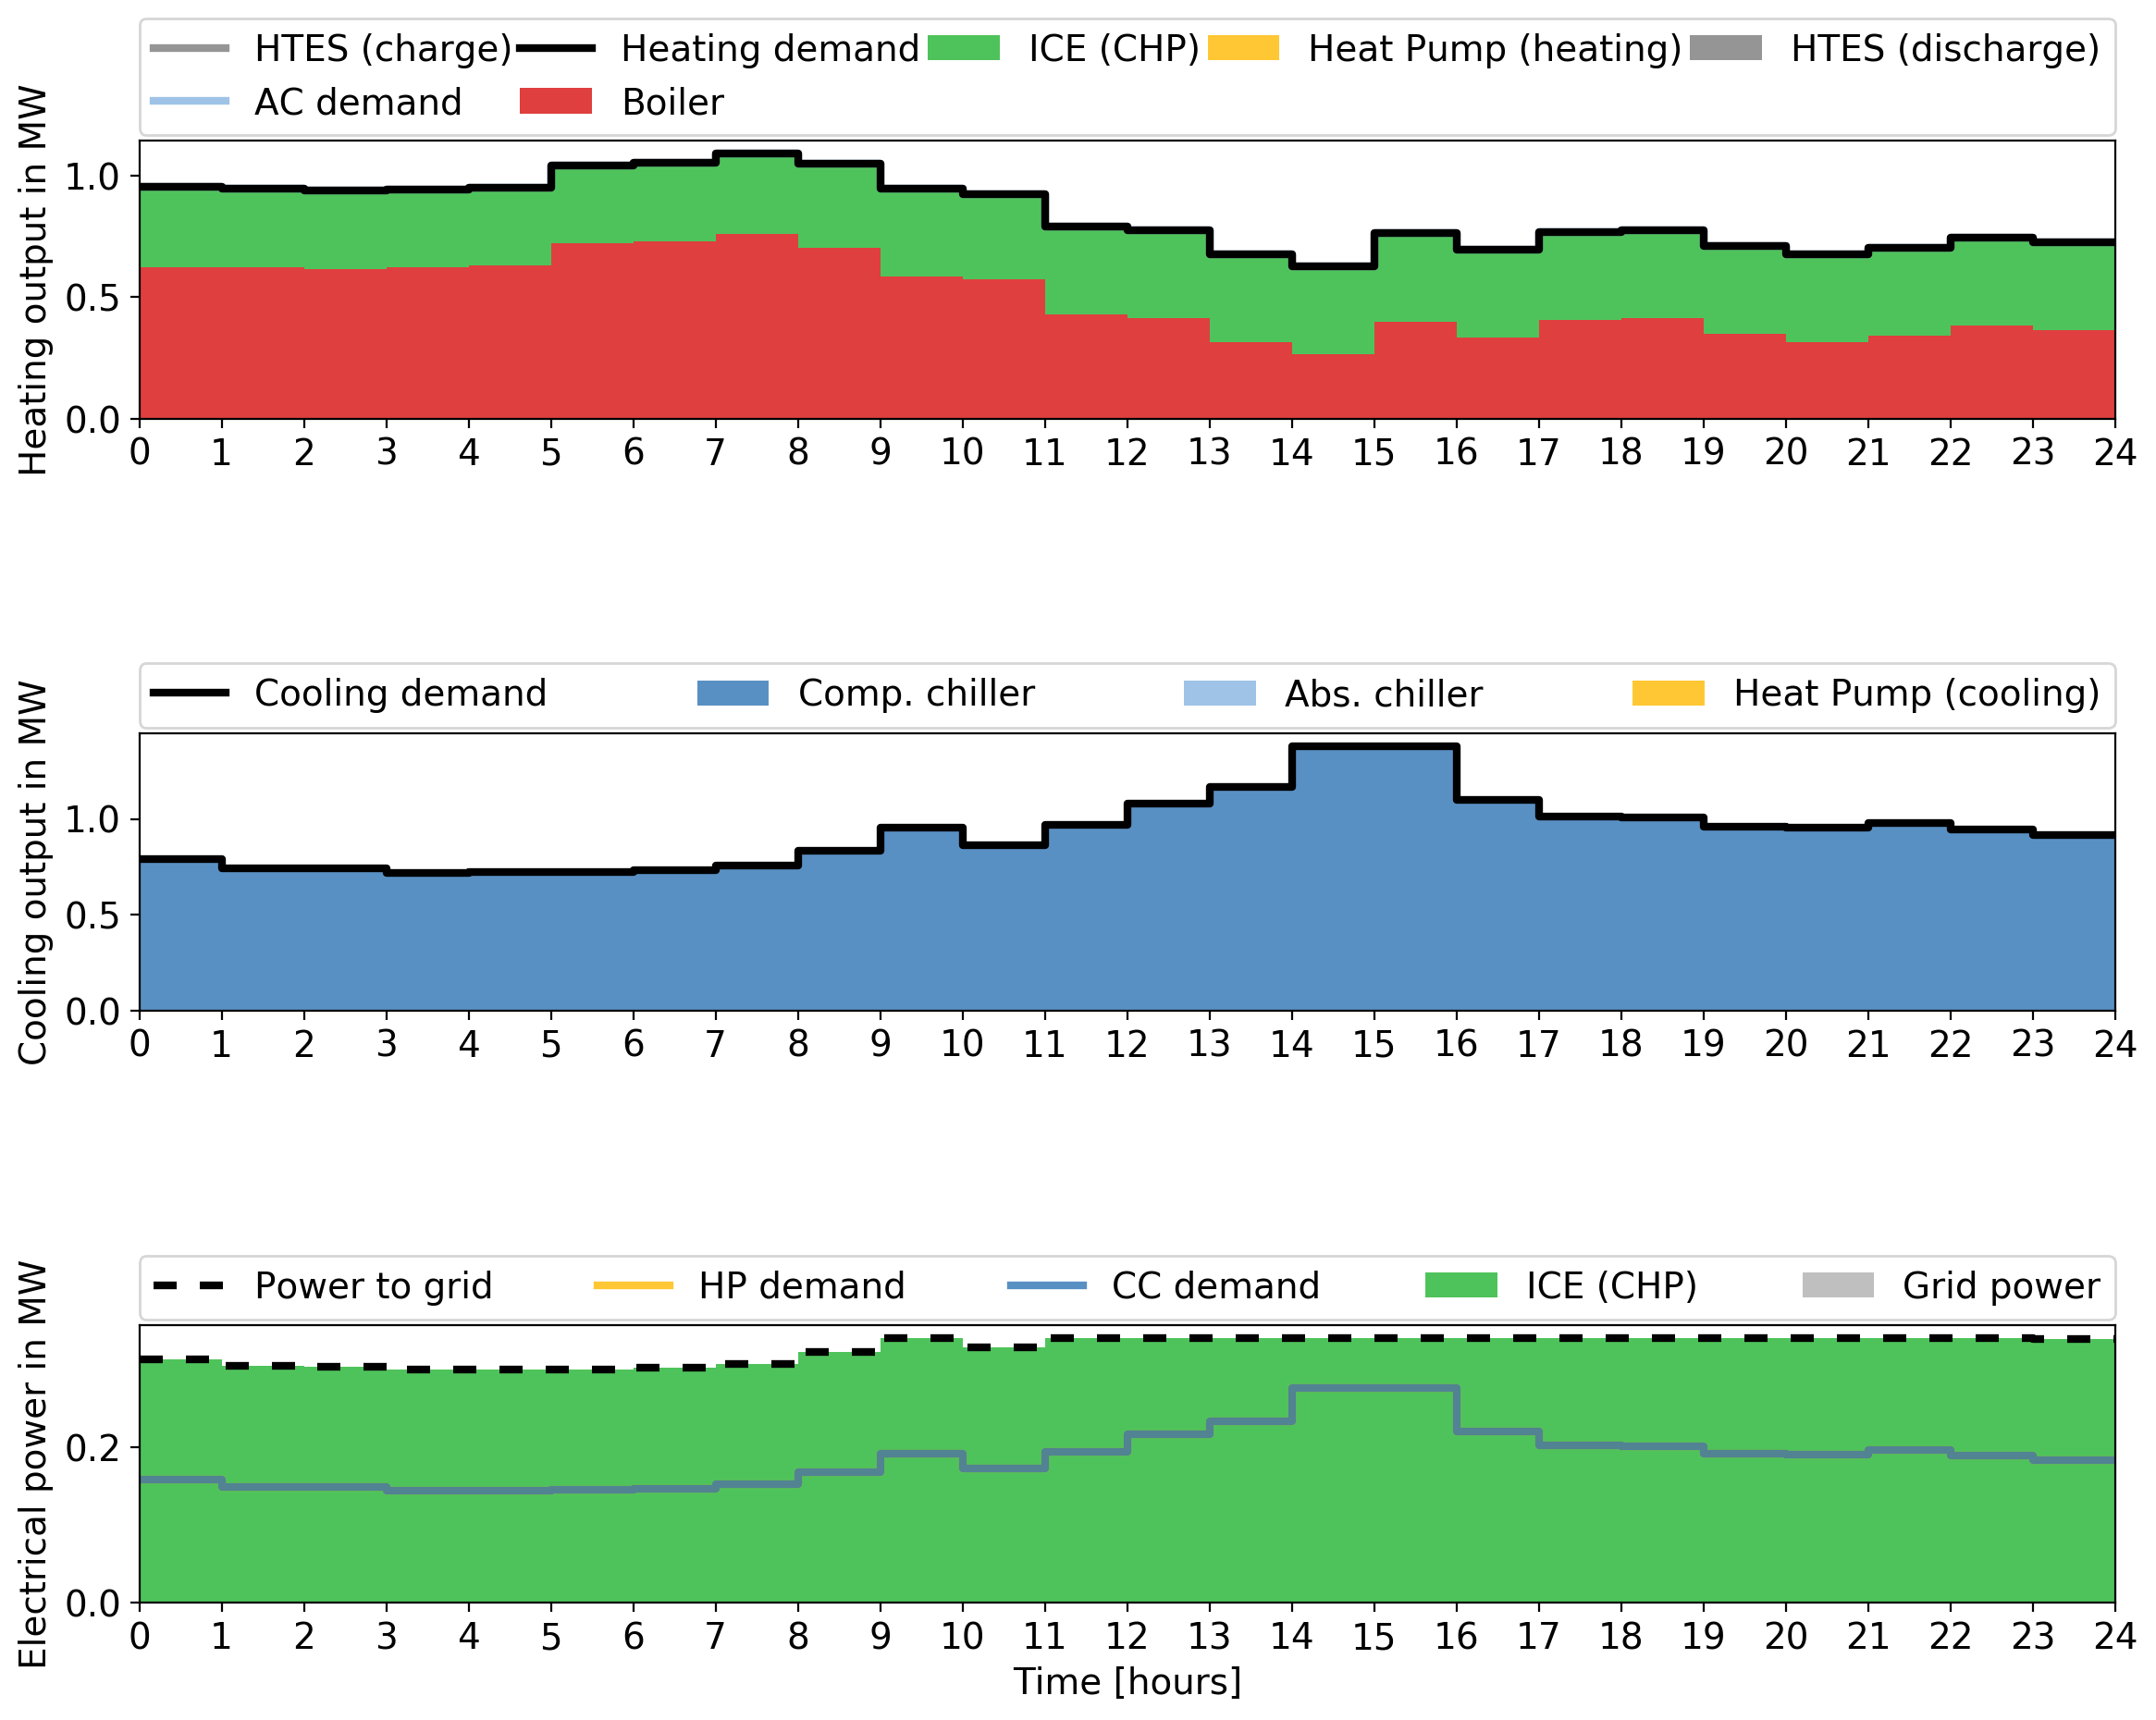 HTES (charge) Heating demand ICE (CHP) Heat Pump (heating) HTES (discharge)
AC demand Boiler
Heating output in MW
1.0
0.5
0.0
0 1 2 3 4 5 6 7 8 9 10 11 12 13 14 15 16 17 18 19 20 21 22 23 24
Cooling demand Comp. chiller Abs. chiller Heat Pump (cooling)
Cooling output in MW
1.0
0.5
0.0
0 1 2 3 4 5 6 7 8 9 10 11 12 13 14 15 16 17 18 19 20 21 22 23 24
Power to grid HP demand CC demand ICE (CHP) Grid power
Electrical power in MW
0.2
0.0
0 1 2 3 4 5 6 7 8 9 10 11 12 13 14 15 16 17 18 19 20 21 22 23 24
Time [hours]